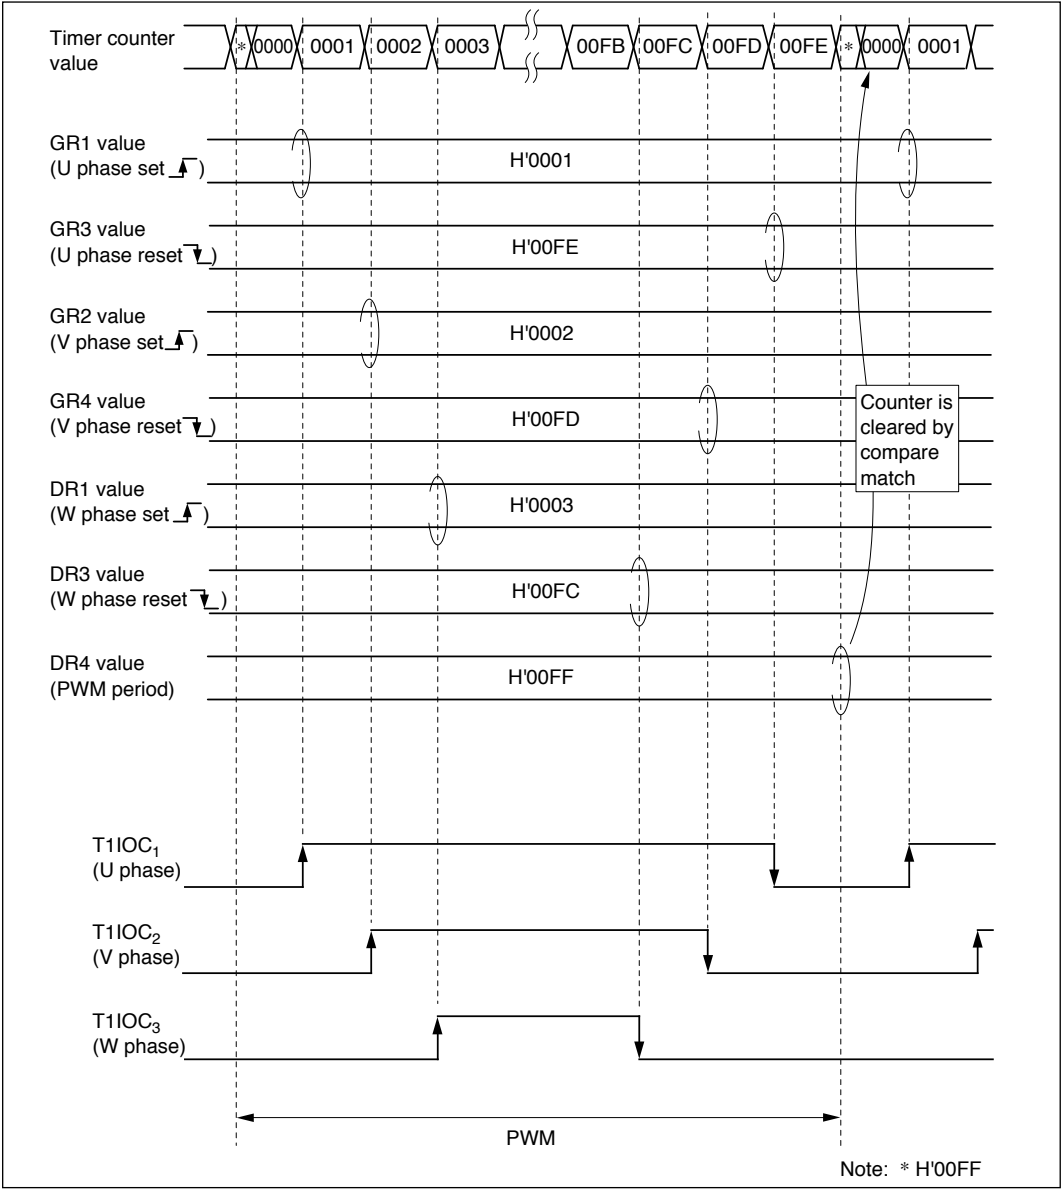 Timer counter
value
* 0000 0001 0002 0003 00FB 00FC 00FD 00FE * 0000 0001
GR1 value
(U phase set )
H'0001
GR3 value
(U phase reset )
H'00FE
GR2 value
(V phase set )
H'0002
GR4 value
(V phase reset )
H'00FD
Counter is
cleared by
compare
match
DR1 value
(W phase set )
H'0003
DR3 value
(W phase reset )
H'00FC
DR4 value
(PWM period)
H'00FF
T1IOC1
(U phase)
T1IOC2
(V phase)
T1IOC3
(W phase)
PWM
Note: * H'00FF